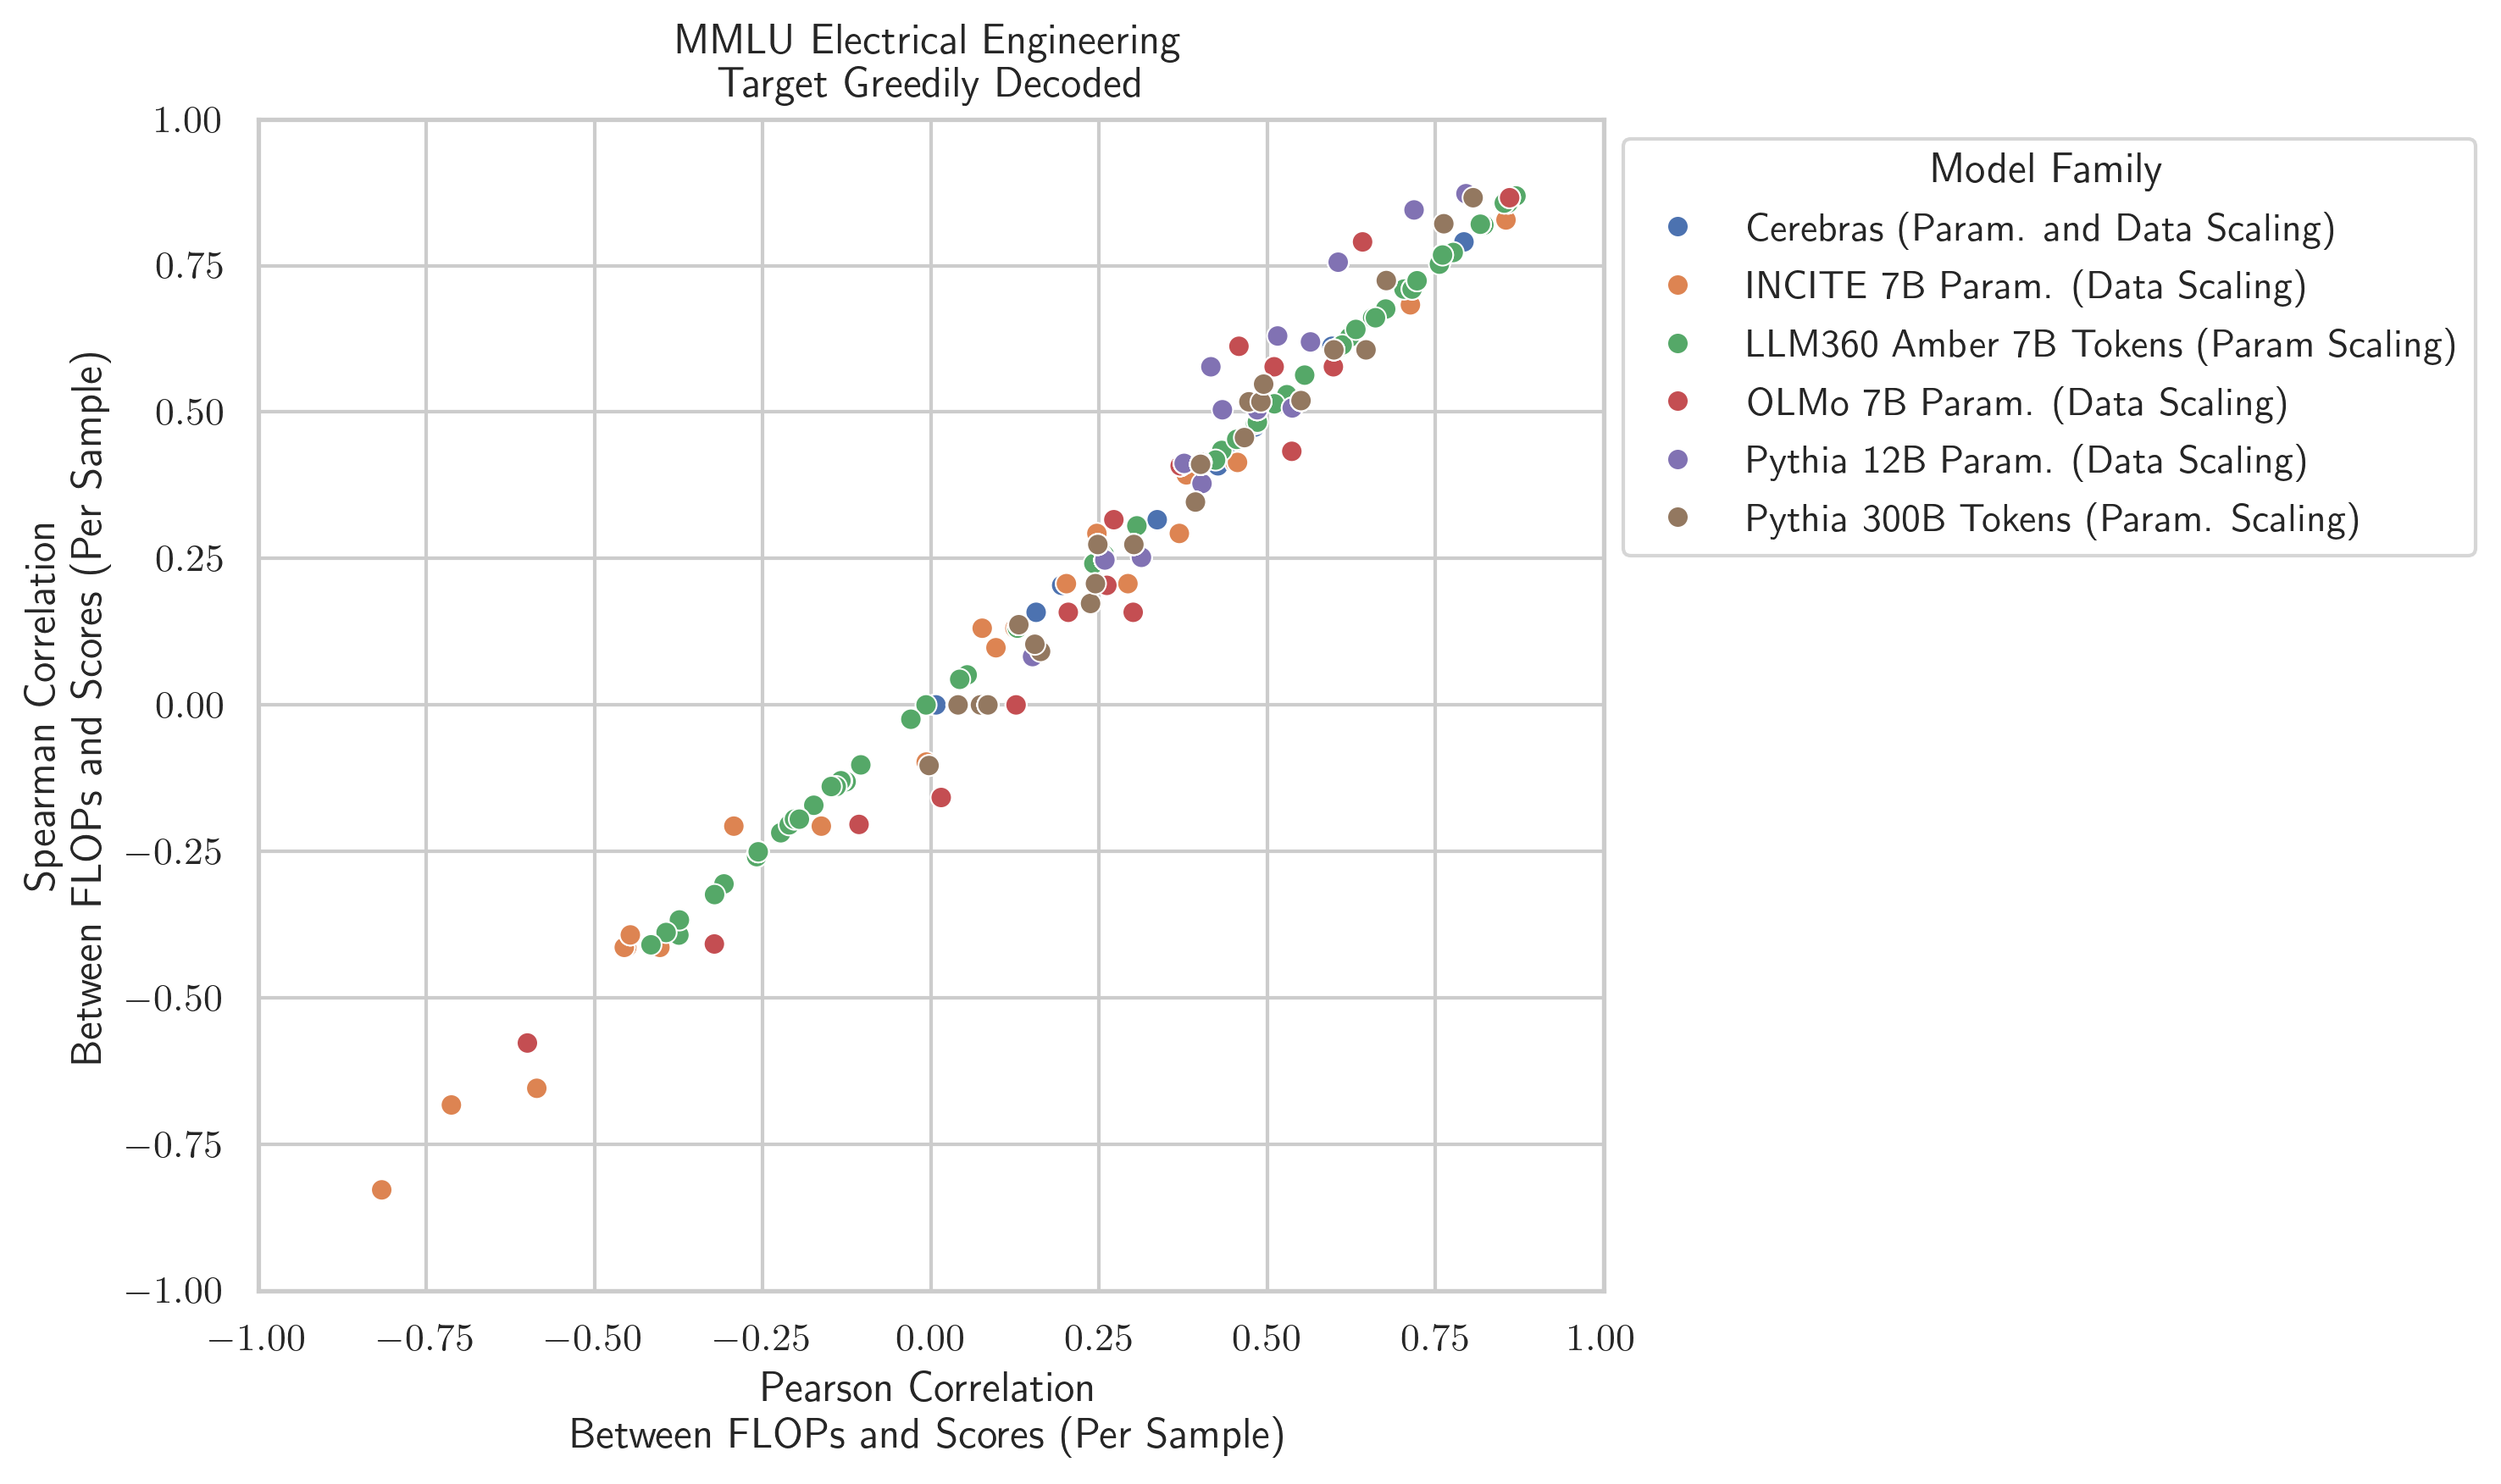 MMLU Electrical Engineering
Target Greedily Decoded
Spearman Correlation
Between FLOPs and Scores (Per Sample)
1.00
0.75
0.50
0.25
0.00
−0.25
−0.50
−0.75
−1.00
−1.00
−0.75
−0.50
−0.25
0.00
0.25
0.50
0.75
1.00
Pearson Correlation
Between FLOPs and Scores (Per Sample)
Model Family
Cerebras (Param. and Data Scaling)
INCITE 7B Param. (Data Scaling)
LLM360 Amber 7B Tokens (Param Scaling)
OLMo 7B Param. (Data Scaling)
Pythia 12B Param. (Data Scaling)
Pythia 300B Tokens (Param. Scaling)